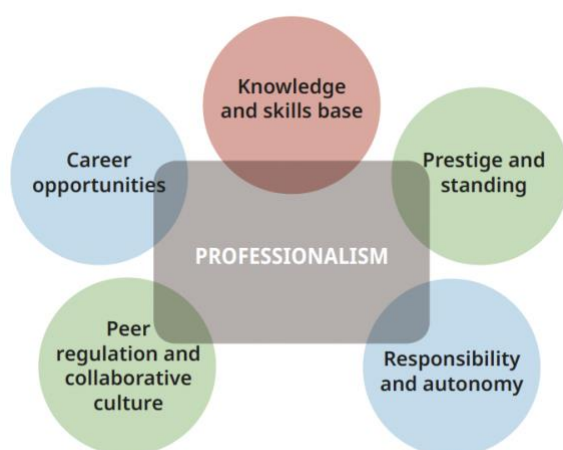 Knowledge
and skills base
Career
opportunities
Prestige and
standing
PROFESSIONALISM
Peer
regulation and
collaborative
culture
Responsibility
and autonomy